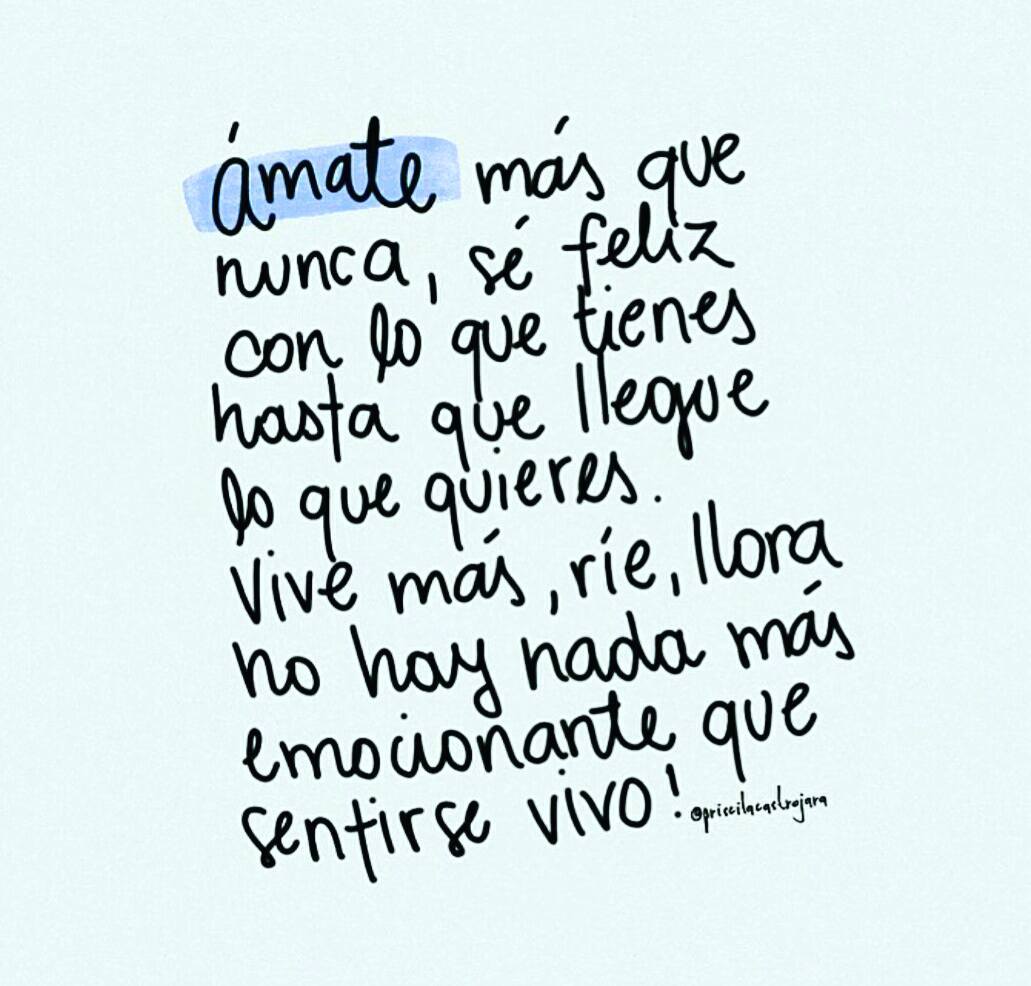 ámate más que
nunca, sé feliz
con lo que tienes
hasta que llegue
lo que quieres.
Vive más, ríe, llora
no hay nada más
emocionante que
sentirse vivo!
@priscilacastrojara